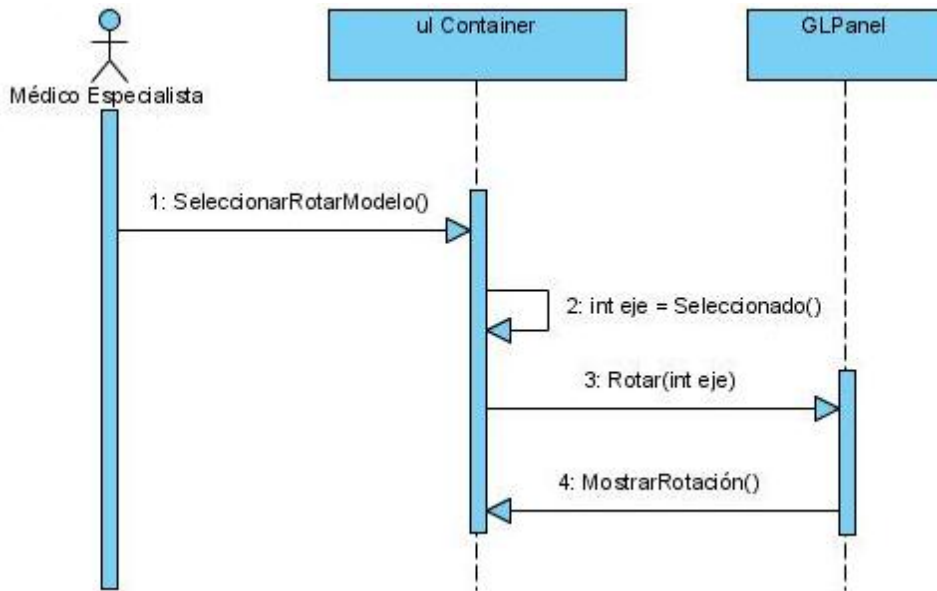 uI Container
GLPanel
Médico Especialista
1: SeleccionarRotarModelo()
2: int eje = Seleccionado()
3: Rotar(int eje)
4: MostrarRotación()